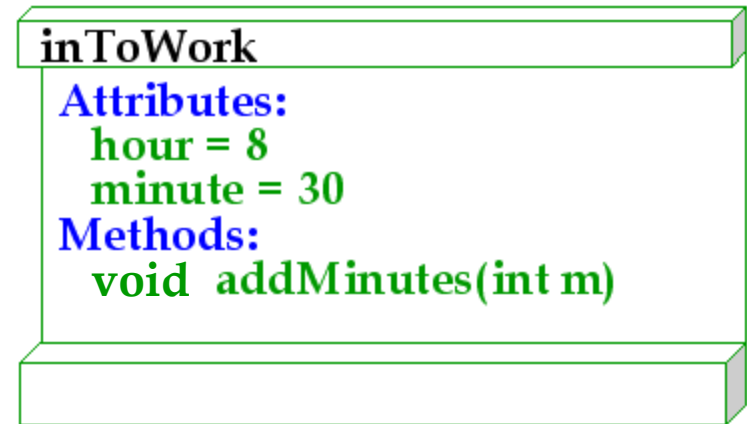 inToWork
Attributes:
hour = 8
minute = 30
Methods:
void addMinutes(int m)